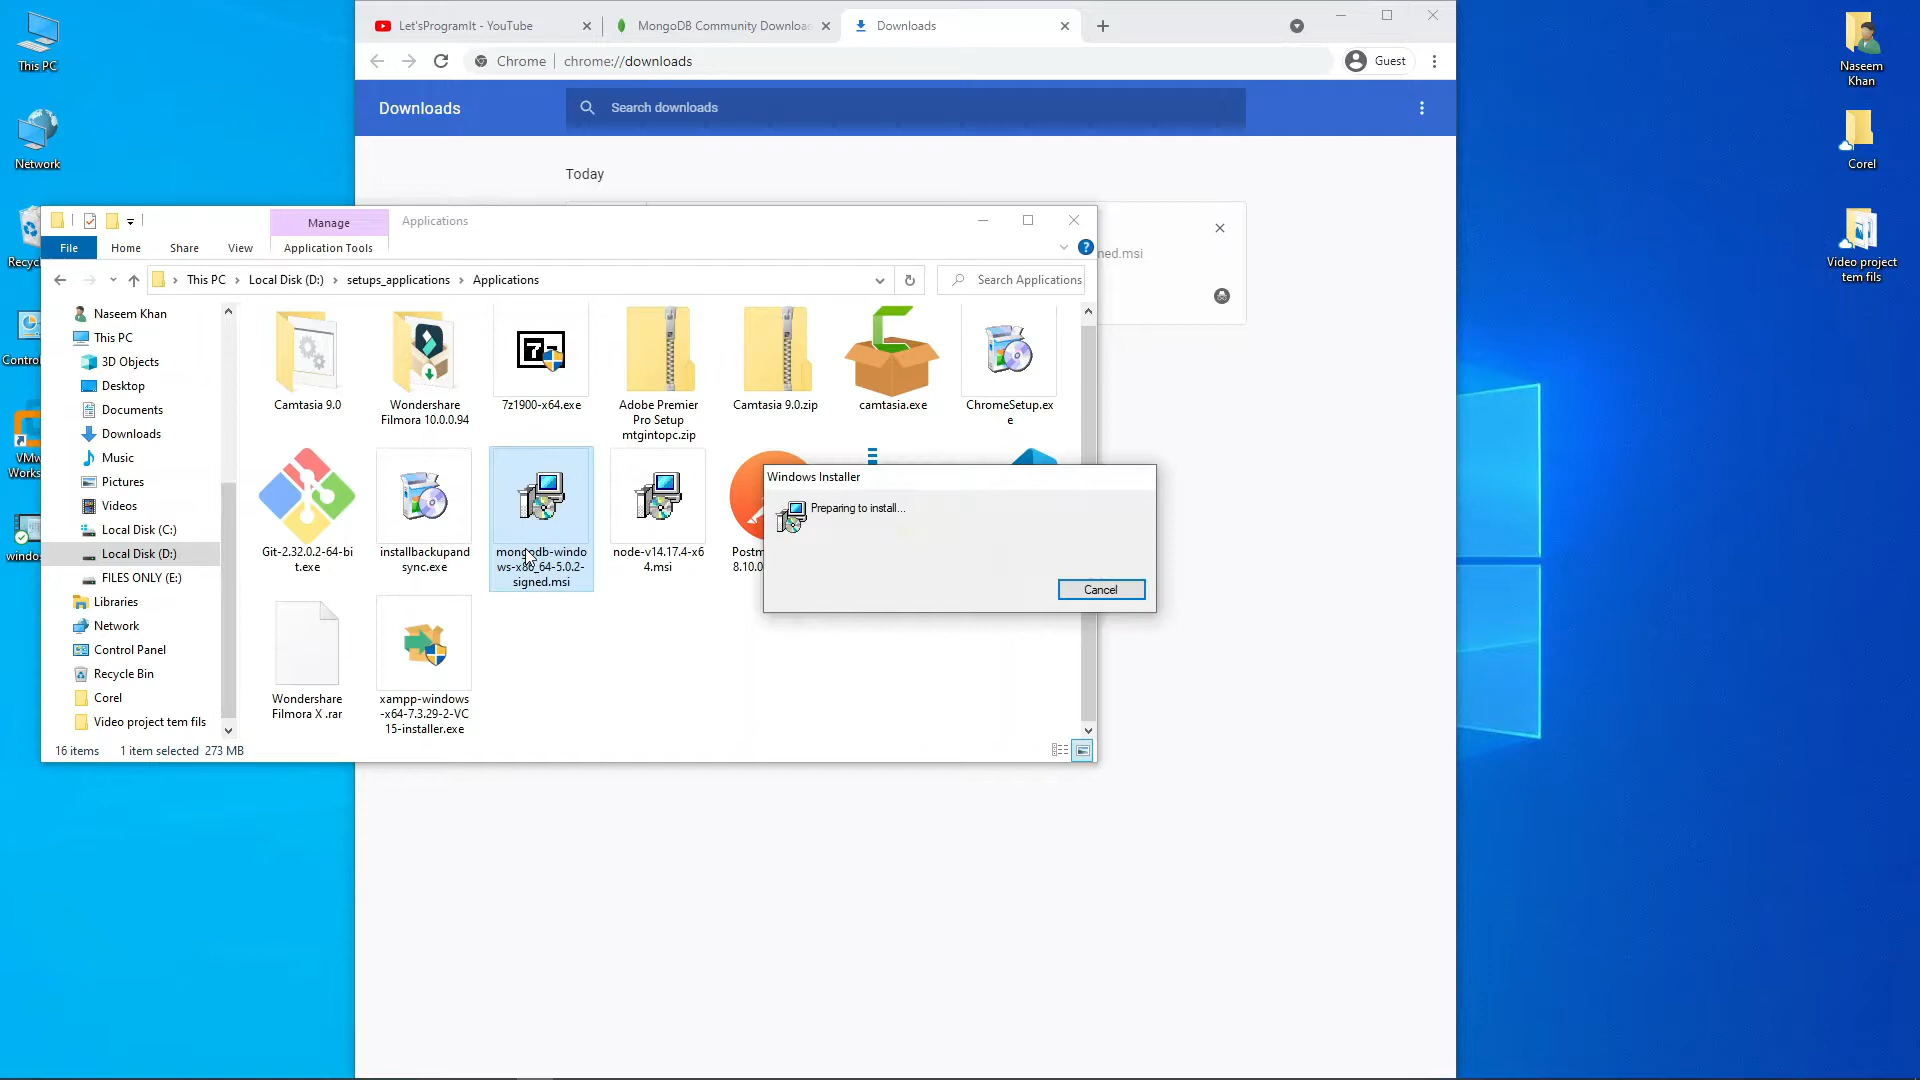 This PC
Network
Let'sProgramIt - YouTube
MongoDB Community Downloa
Downloads
Chrome
chrome://downloads
Guest
Downloads
Search downloads
Today
ned.msi
Manage
Applications
File
Home
Share
View
Application Tools
This PC
Local Disk (D:)
setups_applications
Applications
Search Applications
Naseem Khan
This PC
3D Objects
Desktop
Documents
Downloads
Music
Pictures
Videos
Local Disk (C:)
Local Disk (D:)
FILES ONLY (E:)
Libraries
Network
Control Panel
Recycle Bin
Corel
Video project tem fils
Camtasia 9.0
Wondershare
Filmora 10.0.0.94
7z1900-x64.exe
Adobe Premier
Pro Setup
mtgintopc.zip
Camtasia 9.0.zip
camtasia.exe
ChromeSetup.ex
e
Git-2.32.0.2-64-bi
t.exe
installbackupand
sync.exe
mongodb-windo
ws-x86_64-5.0.2-
signed.msi
node-v14.17.4-x6
4.msi
Postm
8.10.0
Wondershare
Filmora X .rar
xampp-windows
-x64-7.3.29-2-VC
15-installer.exe
16 items
1 item selected 273 MB
Windows Installer
Preparing to install...
Cancel
Recyc
Contro
VMw
Works
windo
Naseem
Khan
Corel
Video project
tem fils